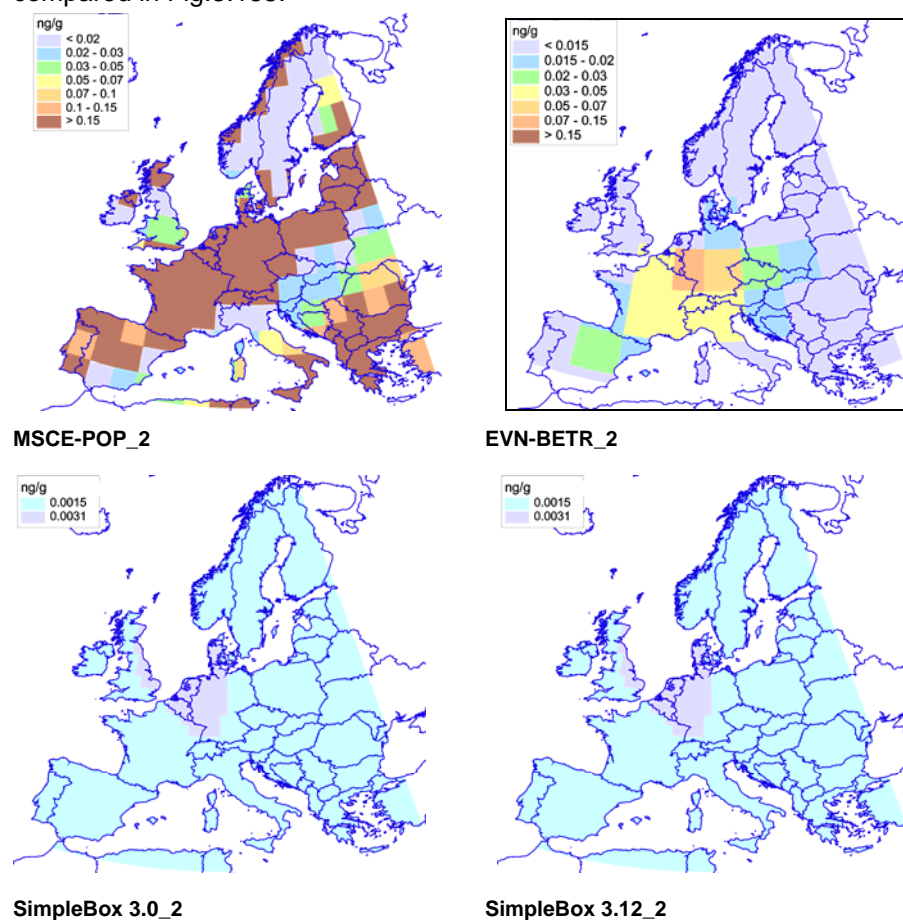 ng/g
< 0.02
0.02 - 0.03
0.03 - 0.05
0.05 - 0.07
0.07 - 0.1
0.1 - 0.15
> 0.15
ng/g
< 0.015
0.015 - 0.02
0.02 - 0.03
0.03 - 0.05
0.05 - 0.07
0.07 - 0.15
> 0.15
MSCE-POP_2
EVN-BETR_2
ng/g
0.0015
0.0031
ng/g
0.0015
0.0031
SimpleBox 3.0_2
SimpleBox 3.12_2